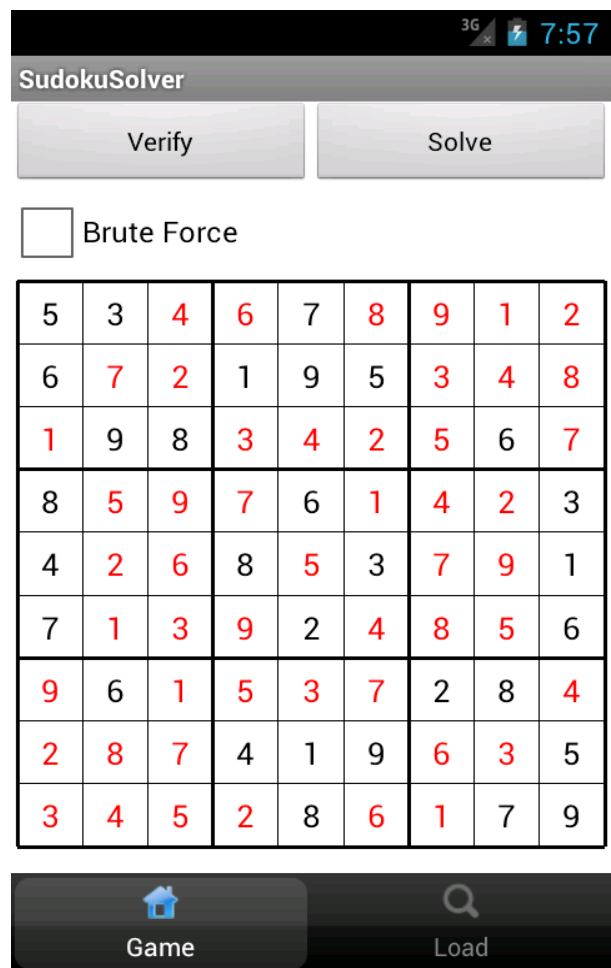 3G 7:57
SudokuSolver
Verify Solve
Brute Force
5 3 4 6 7 8 9 1 2
6 7 2 1 9 5 3 4 8
1 9 8 3 4 2 5 6 7
8 5 9 7 6 1 4 2 3
4 2 6 8 5 3 7 9 1
7 1 3 9 2 4 8 5 6
9 6 1 5 3 7 2 8 4
2 8 7 4 1 9 6 3 5
3 4 5 2 8 6 1 7 9
Game Load